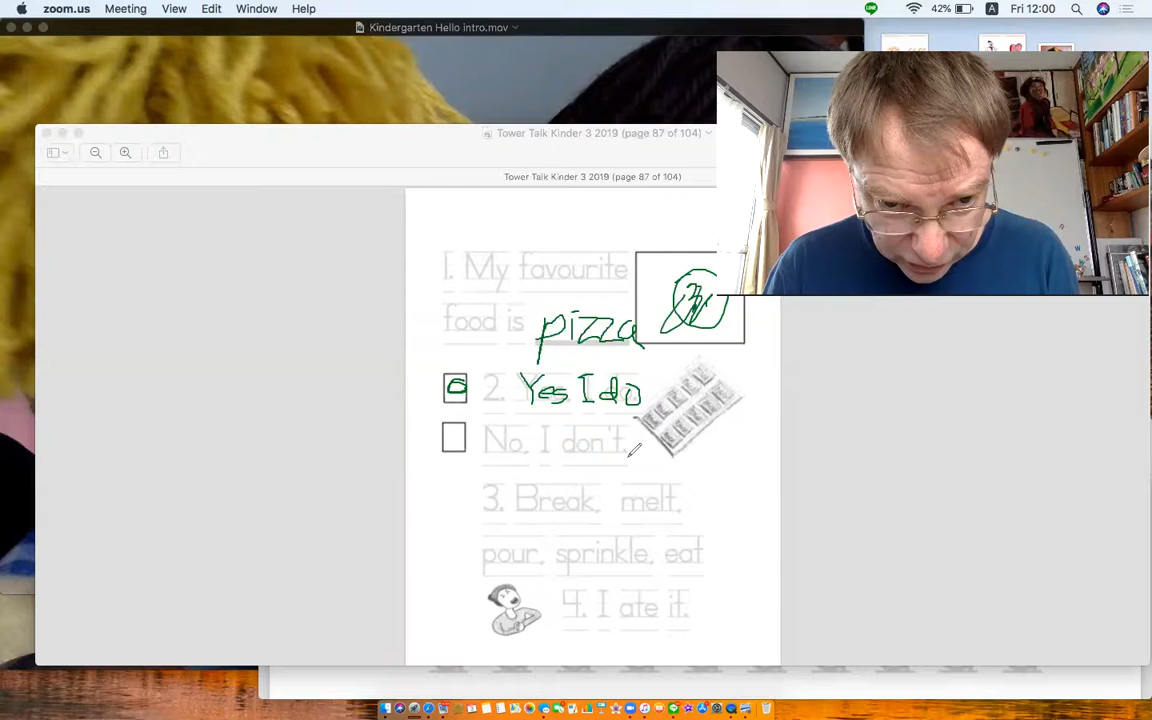 zoom.us Meeting View Edit Window Help 42% A Fri 12:00
Kindergarten Hello intro.mov
Tower Talk Kinder 3 2019 (page 87 of 104)
Tower Talk Kinder 3 2019 (page 87 of 104)
1. My favourite
food is pizza
2. Yes I do
No, I don't.
3. Break, melt,
pour, sprinkle, eat
4. I ate it.